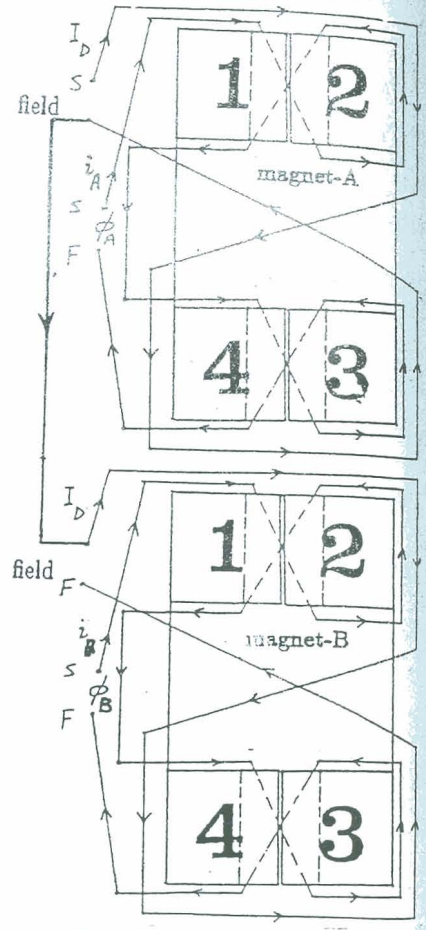 I_D
S
1 2
field
magnet-A
i_A
S
ϕ_A
F
4 3
I_D
1 2
field
F
magnet-B
i_B
S
ϕ_B
F
4 3